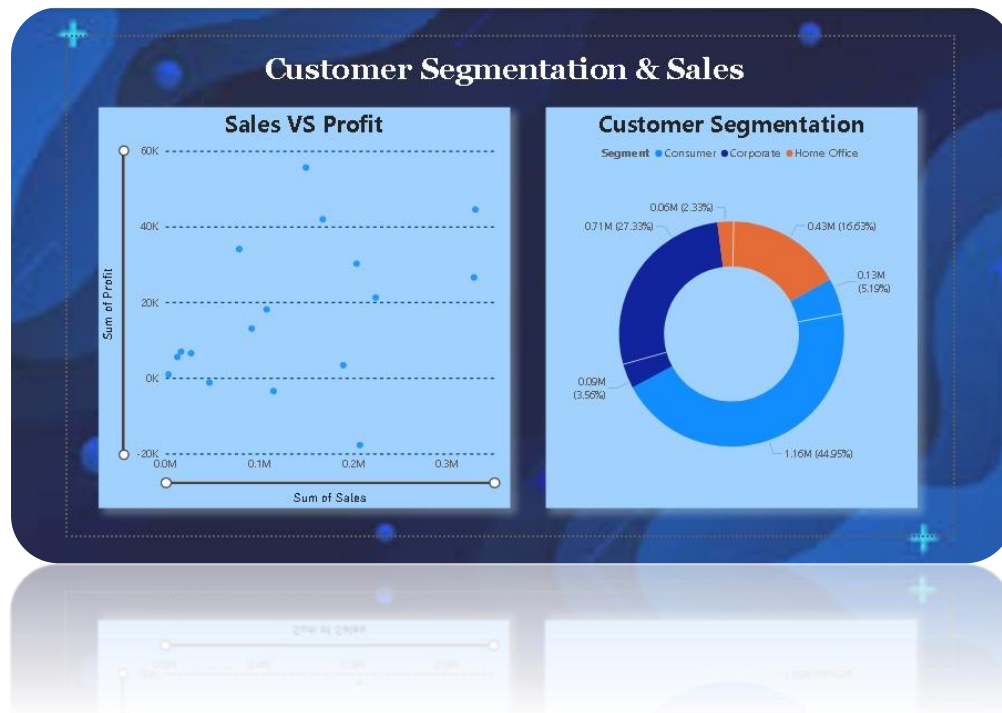 Customer Segmentation & Sales
Sales VS Profit
60K
40K
20K
0K
-20K
Sum of Profit
0.0M 0.1M 0.2M 0.3M
Sum of Sales
Customer Segmentation
Segment Consumer Corporate Home Office
0.06M (2.33%)
0.71M (27.33%)
0.43M (16.63%)
0.13M
(5.19%)
0.09M
(3.56%)
1.16M (44.95%)